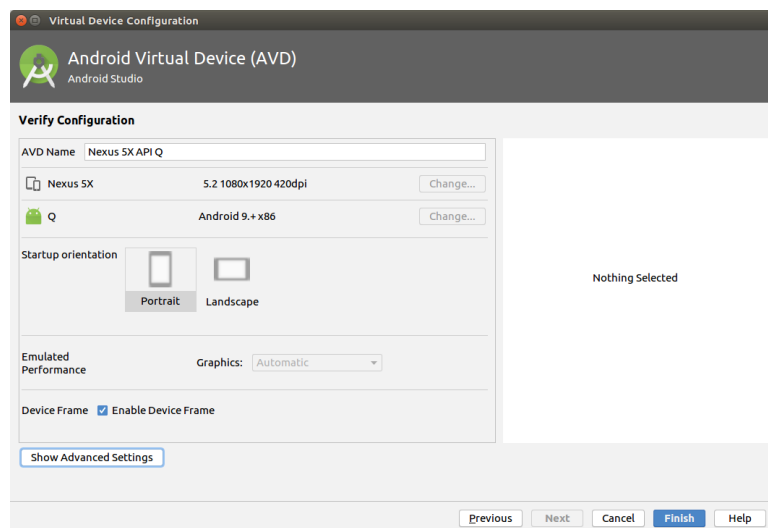 Virtual Device Configuration
Android Virtual Device (AVD)
Android Studio
Verify Configuration
AVD Name Nexus 5X API Q
Nexus 5X 5.2 1080x1920 420dpi Change...
Q Android 9.+ x86 Change...
Nothing Selected
Startup orientation
Portrait Landscape
Emulated
Performance
Graphics: Automatic
Device Frame Enable Device Frame
Show Advanced Settings
Previous Next Cancel Finish Help